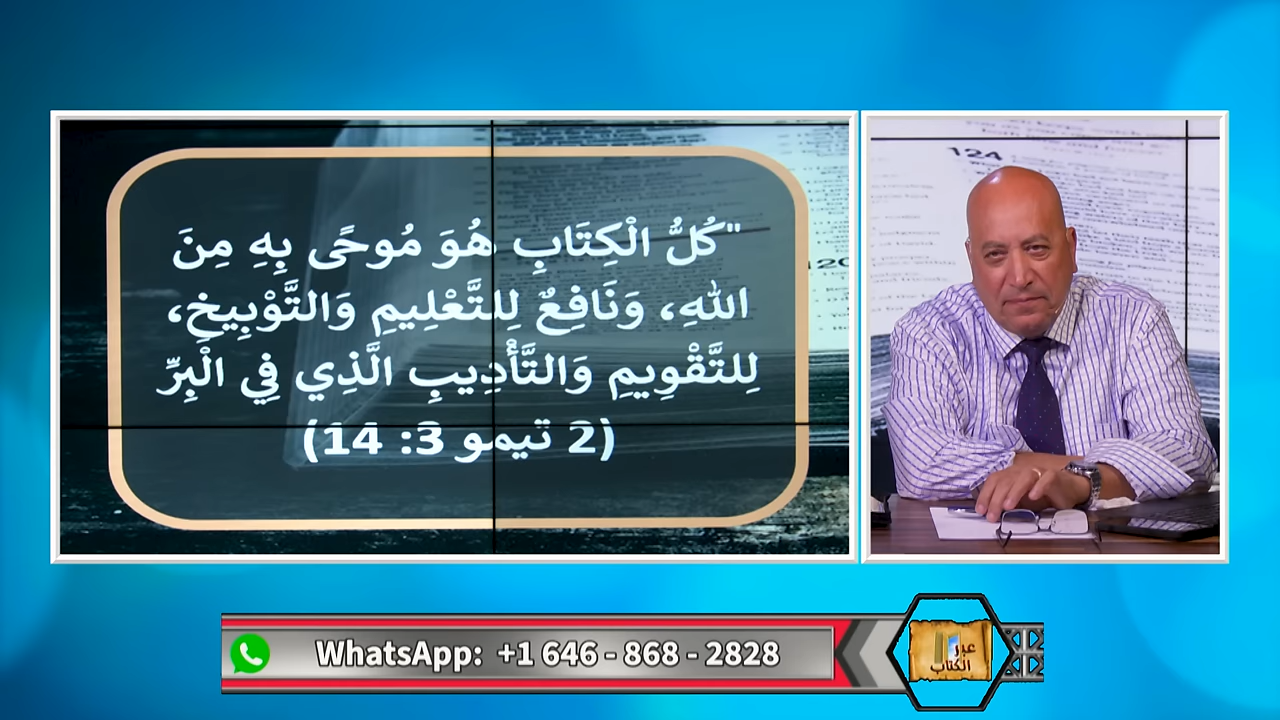 "كُلُّ الْكِتَابِ هُوَ مُوحًى بِهِ مِنَ
اللهِ، وَنَافِعٌ لِلتَّعْلِيمِ وَالتَّوْبِيخِ،
لِلتَّقْوِيمِ وَالتَّأْدِيبِ الَّذِي فِي الْبِرِّ
(2 تيمو 3: 14)
124
120
WhatsApp: +1 646 - 868 - 2828
عبر
الكتاب